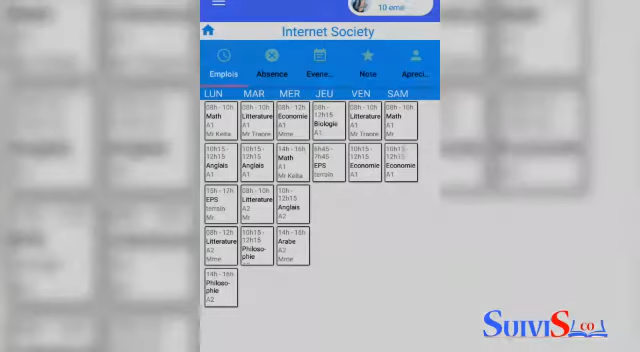 10 eme
Internet Society
Emplois Absence Evene... Note Apreci...
LUN MAR MER JEU VEN SAM
08h - 10h 08h - 10h 08h - 12h 08h - 08h - 10h 08h - 10h
Math Litterature Economie 12h15 Litterature Math
A1 A1 A1 Biologie A1 A1
Mr Keita Mr Traore Mme A1 Mr Traore Mr
10h15 - 10h15 - 14h - 16h 6h45 - 10h15 - 10h15 -
12h15 12h15 Math 7h45 12h15 12h15
Anglais Anglais A1 EPS Economie Economie
A1 A1 Mr Keita terrain A1 A1
15h - 17h 08h - 10h 10h -
EPS Litterature 12h15
terrain A2 Anglais
Mr Mr A2
08h - 12h 10h15 - 14h - 16h
Litterature 12h15 Arabe
A2 Philoso- A2
Mme phie Mme
14h - 16h
Philoso-
phie
A2
SUIVIS.co